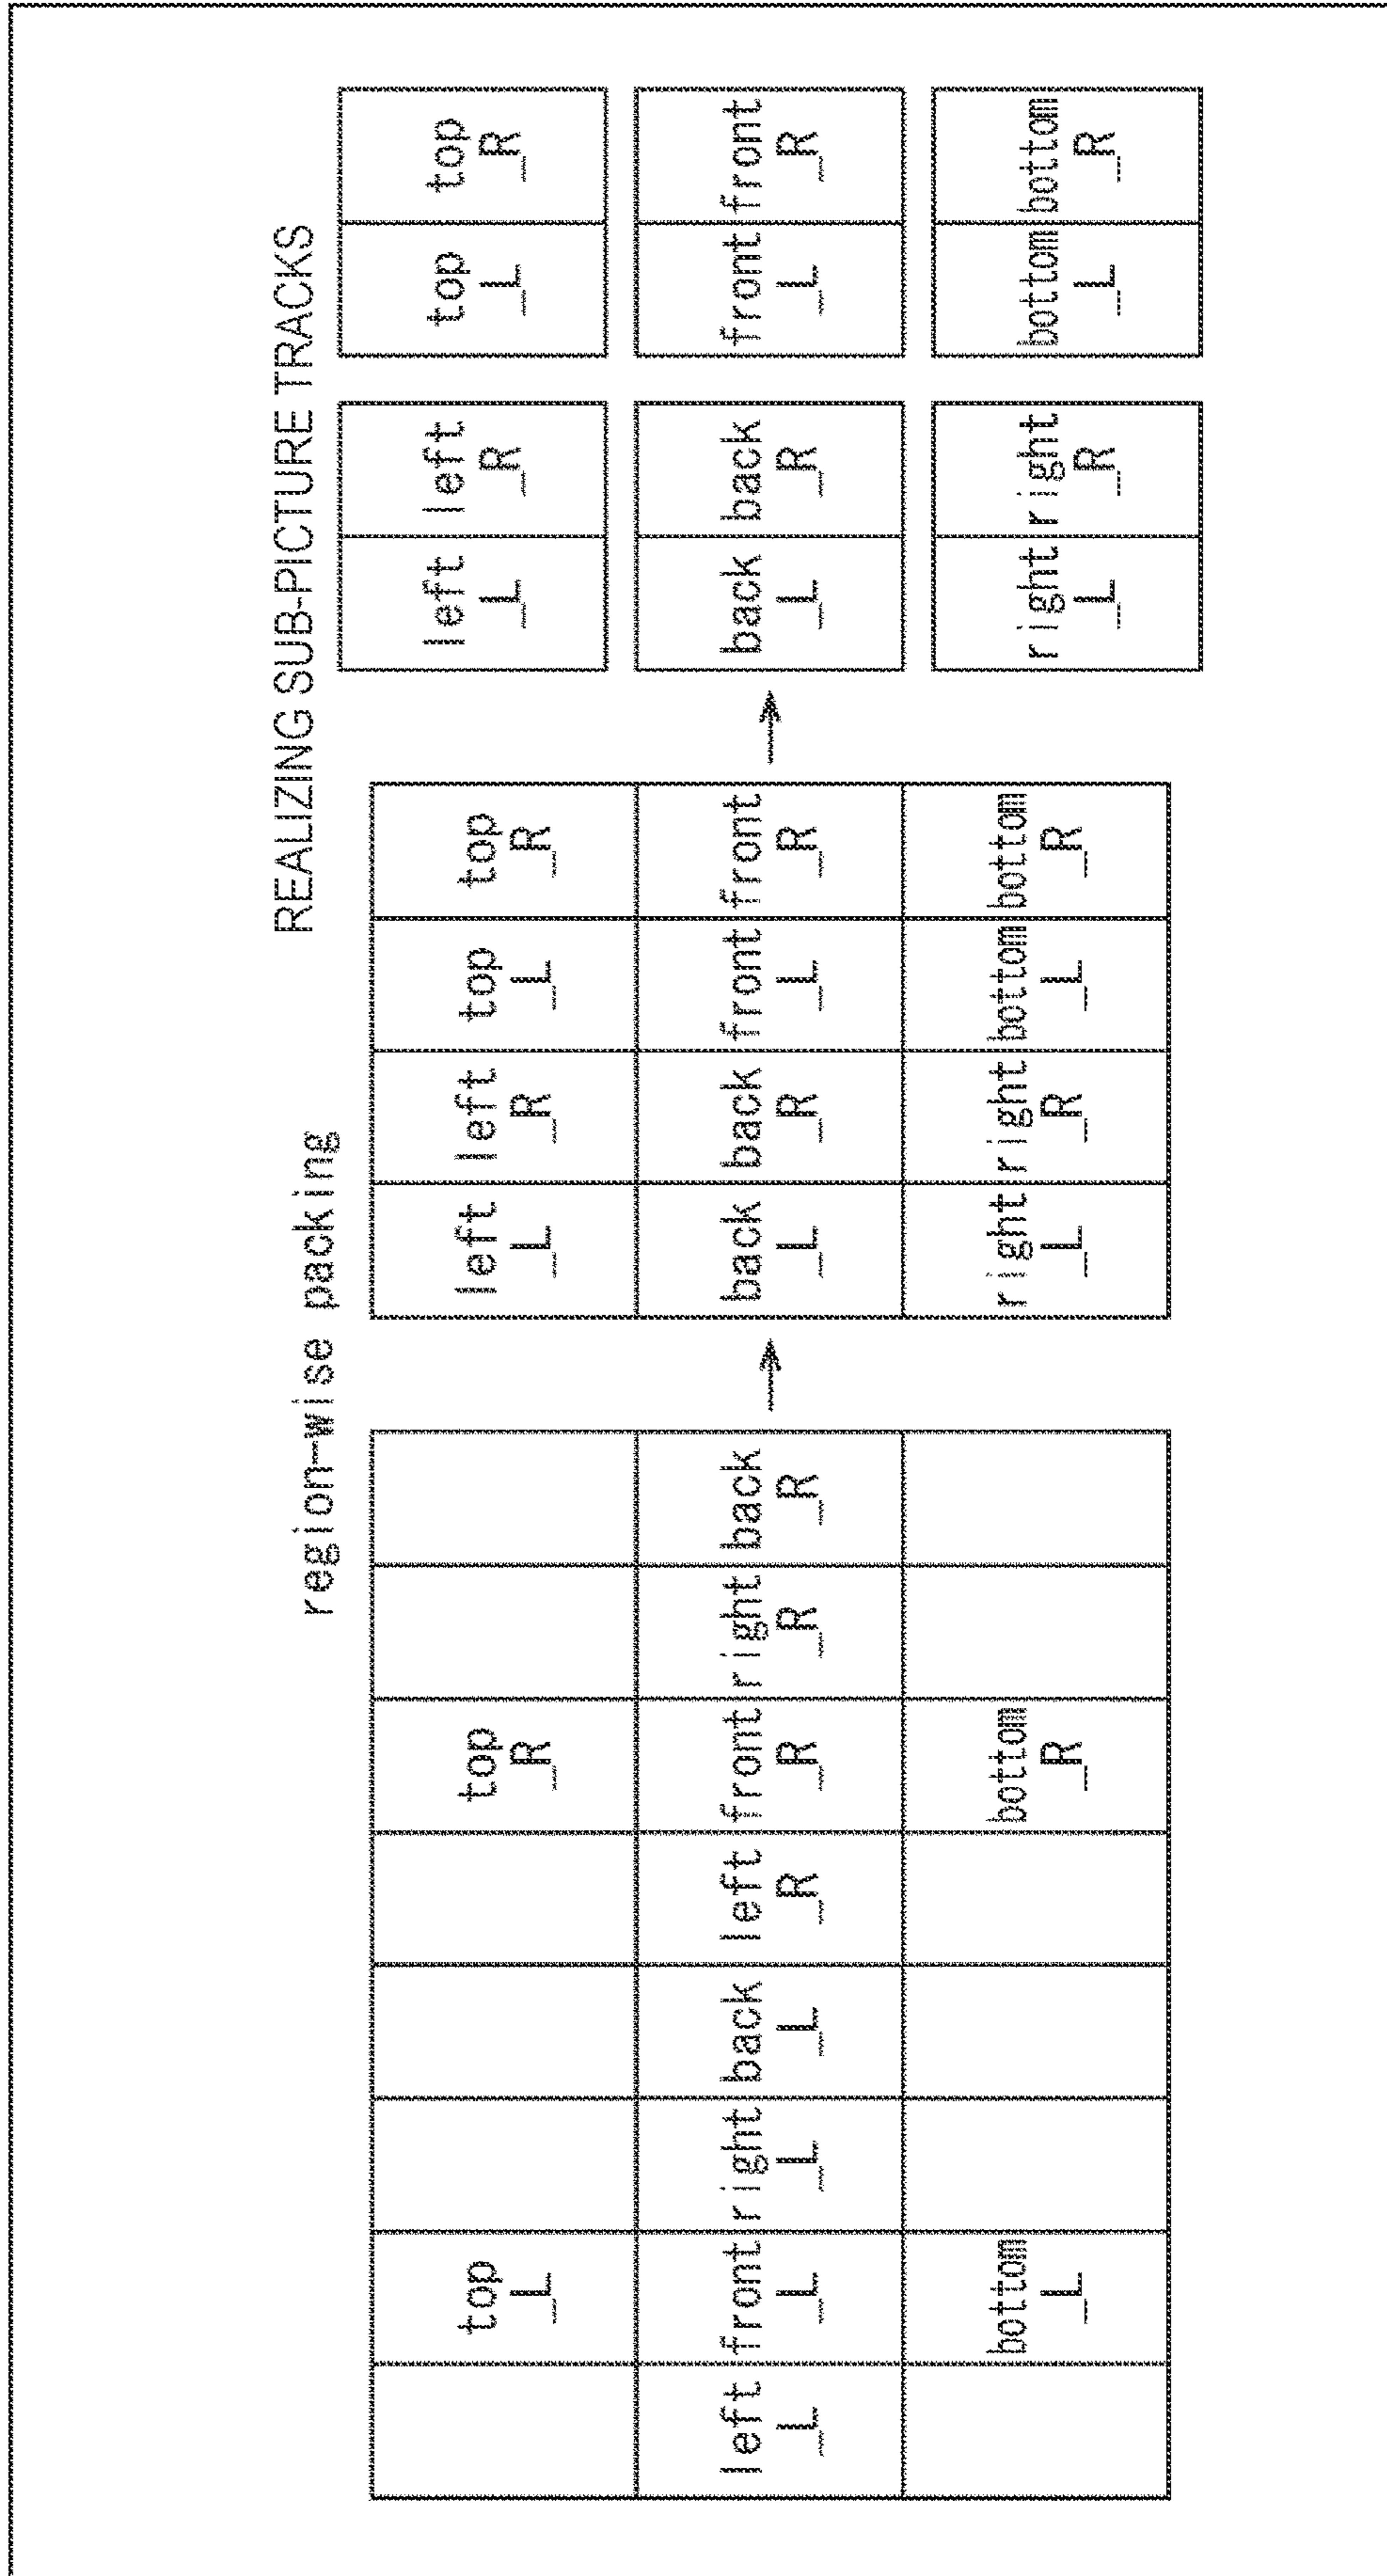 region-wise packing
REALIZING SUB-PICTURE TRACKS
top
_L
top
_R
left
_L
front
_L
right
_L
back
_L
left
_R
front
_R
right
_R
back
_R
bottom
_L
bottom
_R
left
_L
left
_R
top
_L
top
_R
back
_L
back
_R
front
_L
front
_R
right
_L
right
_R
bottom
_L
bottom
_R
left
_L
left
_R
top
_L
top
_R
back
_L
back
_R
front
_L
front
_R
right
_L
right
_R
bottom
_L
bottom
_R